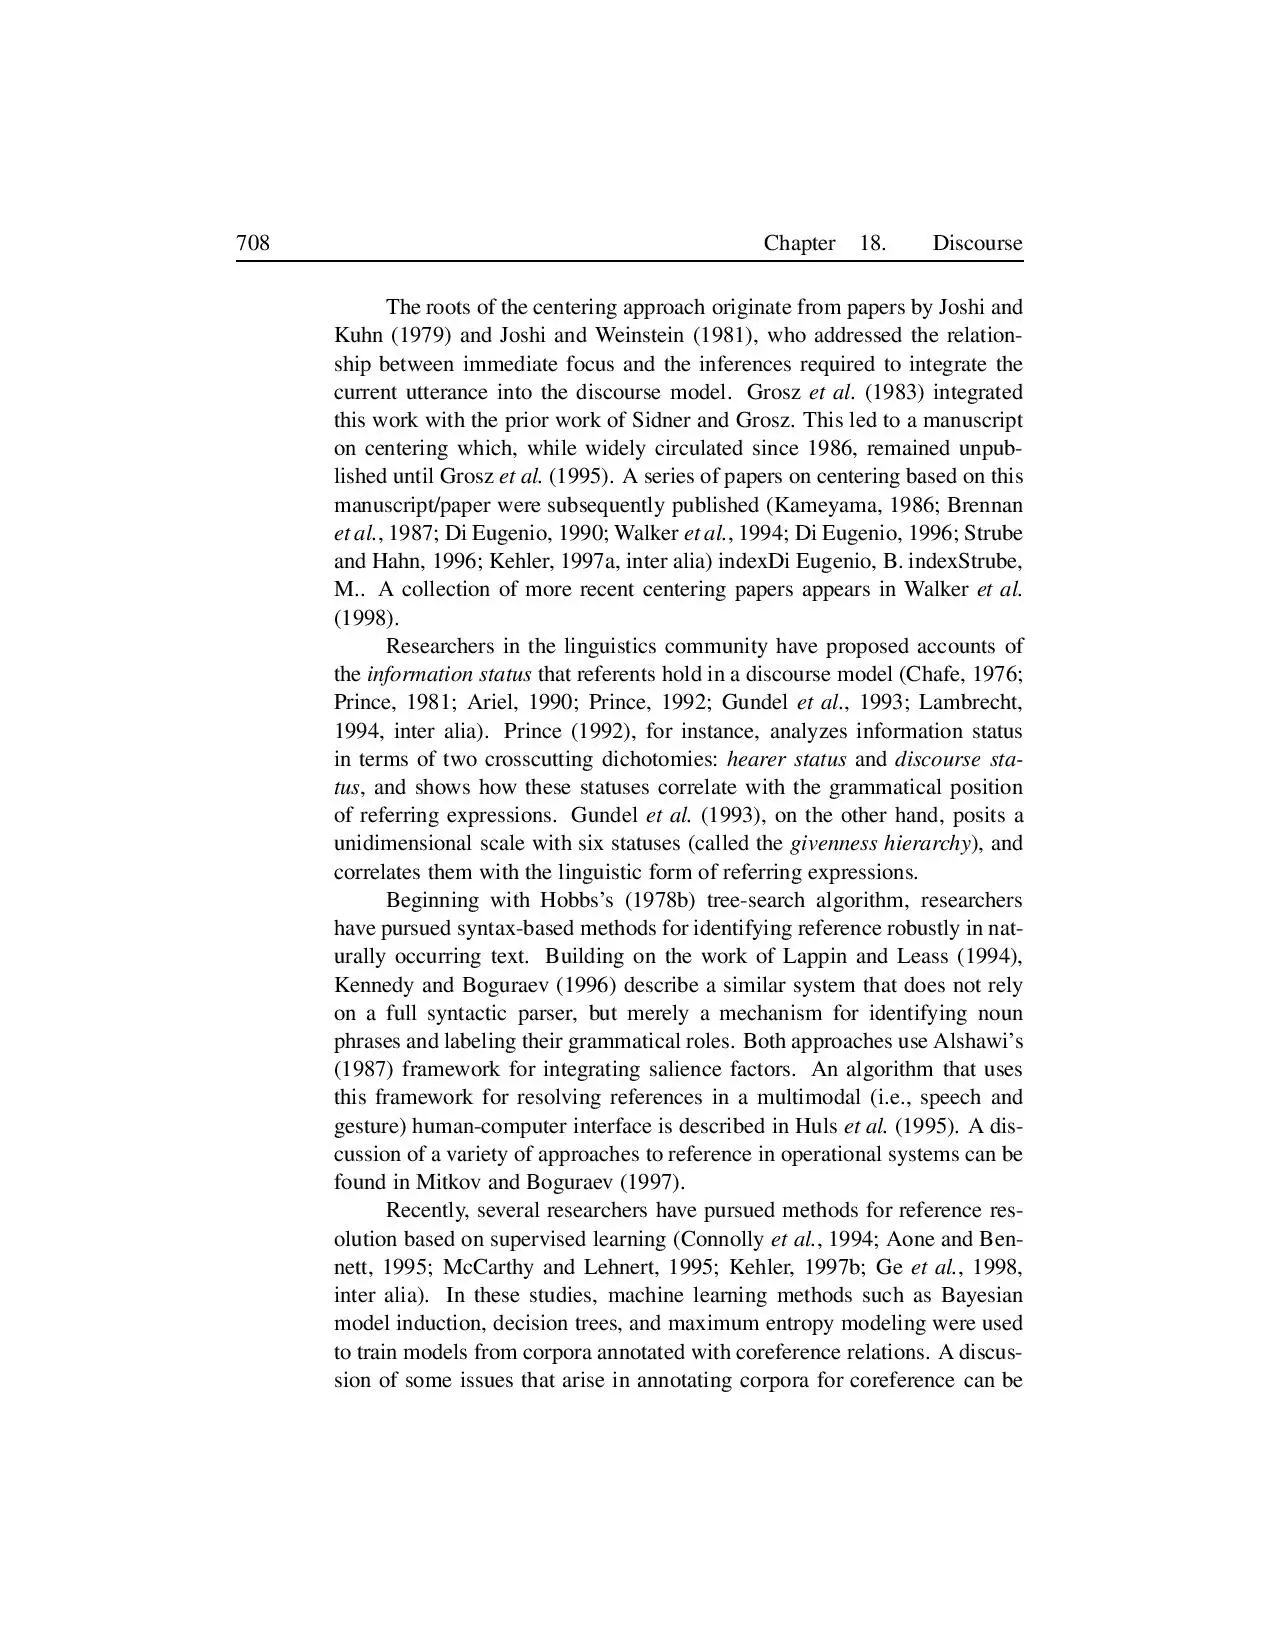 708 Chapter 18. Discourse
The roots of the centering approach originate from papers by Joshi and
Kuhn (1979) and Joshi and Weinstein (1981), who addressed the relation-
ship between immediate focus and the inferences required to integrate the
current utterance into the discourse model. Grosz et al. (1983) integrated
this work with the prior work of Sidner and Grosz. This led to a manuscript
on centering which, while widely circulated since 1986, remained unpub-
lished until Grosz et al. (1995). A series of papers on centering based on this
manuscript/paper were subsequently published (Kameyama, 1986; Brennan
et al., 1987; Di Eugenio, 1990; Walker et al., 1994; Di Eugenio, 1996; Strube
and Hahn, 1996; Kehler, 1997a, inter alia) indexDi Eugenio, B. indexStrube,
M.. A collection of more recent centering papers appears in Walker et al.
(1998).
Researchers in the linguistics community have proposed accounts of
the information status that referents hold in a discourse model (Chafe, 1976;
Prince, 1981; Ariel, 1990; Prince, 1992; Gundel et al., 1993; Lambrecht,
1994, inter alia). Prince (1992), for instance, analyzes information status
in terms of two crosscutting dichotomies: hearer status and discourse sta-
tus, and shows how these statuses correlate with the grammatical position
of referring expressions. Gundel et al. (1993), on the other hand, posits a
unidimensional scale with six statuses (called the givenness hierarchy), and
correlates them with the linguistic form of referring expressions.
Beginning with Hobbs's (1978b) tree-search algorithm, researchers
have pursued syntax-based methods for identifying reference robustly in nat-
urally occurring text. Building on the work of Lappin and Leass (1994),
Kennedy and Boguraev (1996) describe a similar system that does not rely
on a full syntactic parser, but merely a mechanism for identifying noun
phrases and labeling their grammatical roles. Both approaches use Alshawi's
(1987) framework for integrating salience factors. An algorithm that uses
this framework for resolving references in a multimodal (i.e., speech and
gesture) human-computer interface is described in Huls et al. (1995). A dis-
cussion of a variety of approaches to reference in operational systems can be
found in Mitkov and Boguraev (1997).
Recently, several researchers have pursued methods for reference res-
olution based on supervised learning (Connolly et al., 1994; Aone and Ben-
nett, 1995; McCarthy and Lehnert, 1995; Kehler, 1997b; Ge et al., 1998,
inter alia). In these studies, machine learning methods such as Bayesian
model induction, decision trees, and maximum entropy modeling were used
to train models from corpora annotated with coreference relations. A discus-
sion of some issues that arise in annotating corpora for coreference can be